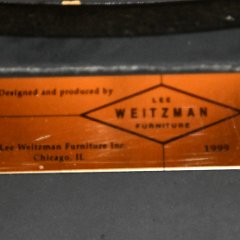 Designed and produced by
LEE
WEITZMAN
FURNITURE
Lee Weitzman Furniture Inc
Chicago, IL
1999